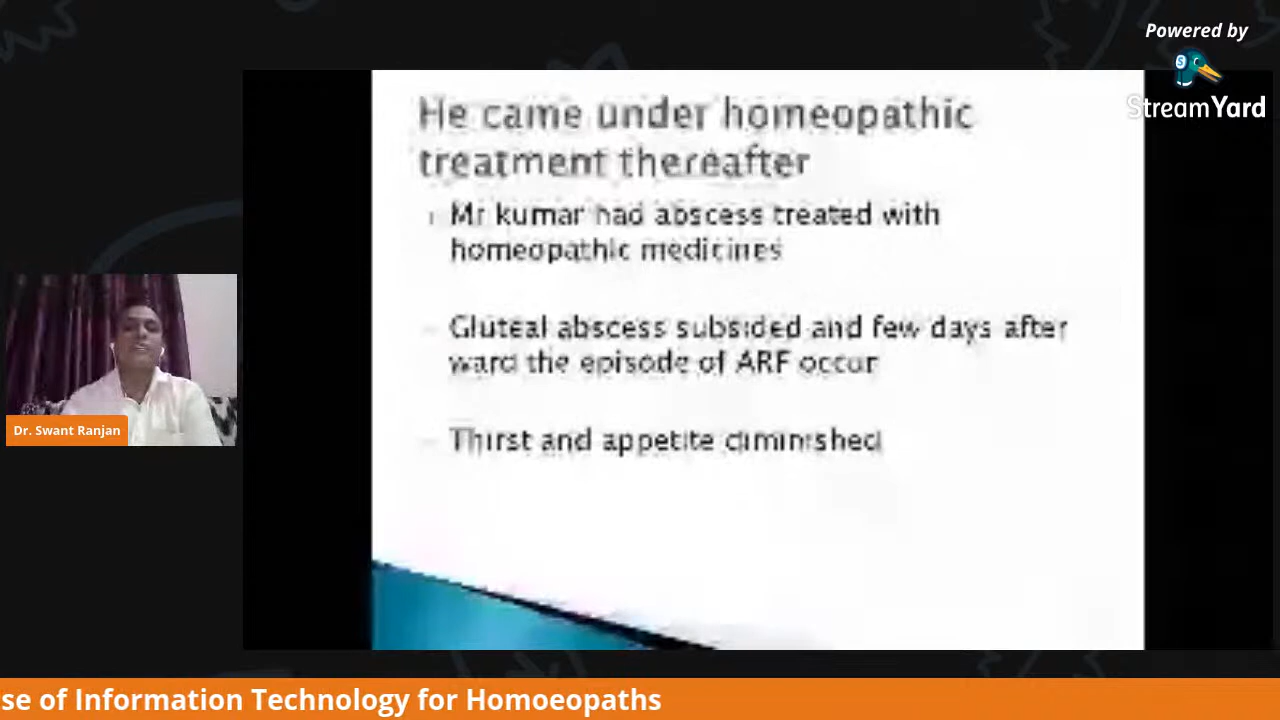 Powered by
StreamYard
He came under homeopathic
treatment thereafter
Mr kumar had abscess treated with
homeopathic medicines
Gluteal abscess subsided and few days after
ward the episode of ARF occur
Thirst and appetite diminished
Dr. Swant Ranjan
se of Information Technology for Homoeopaths